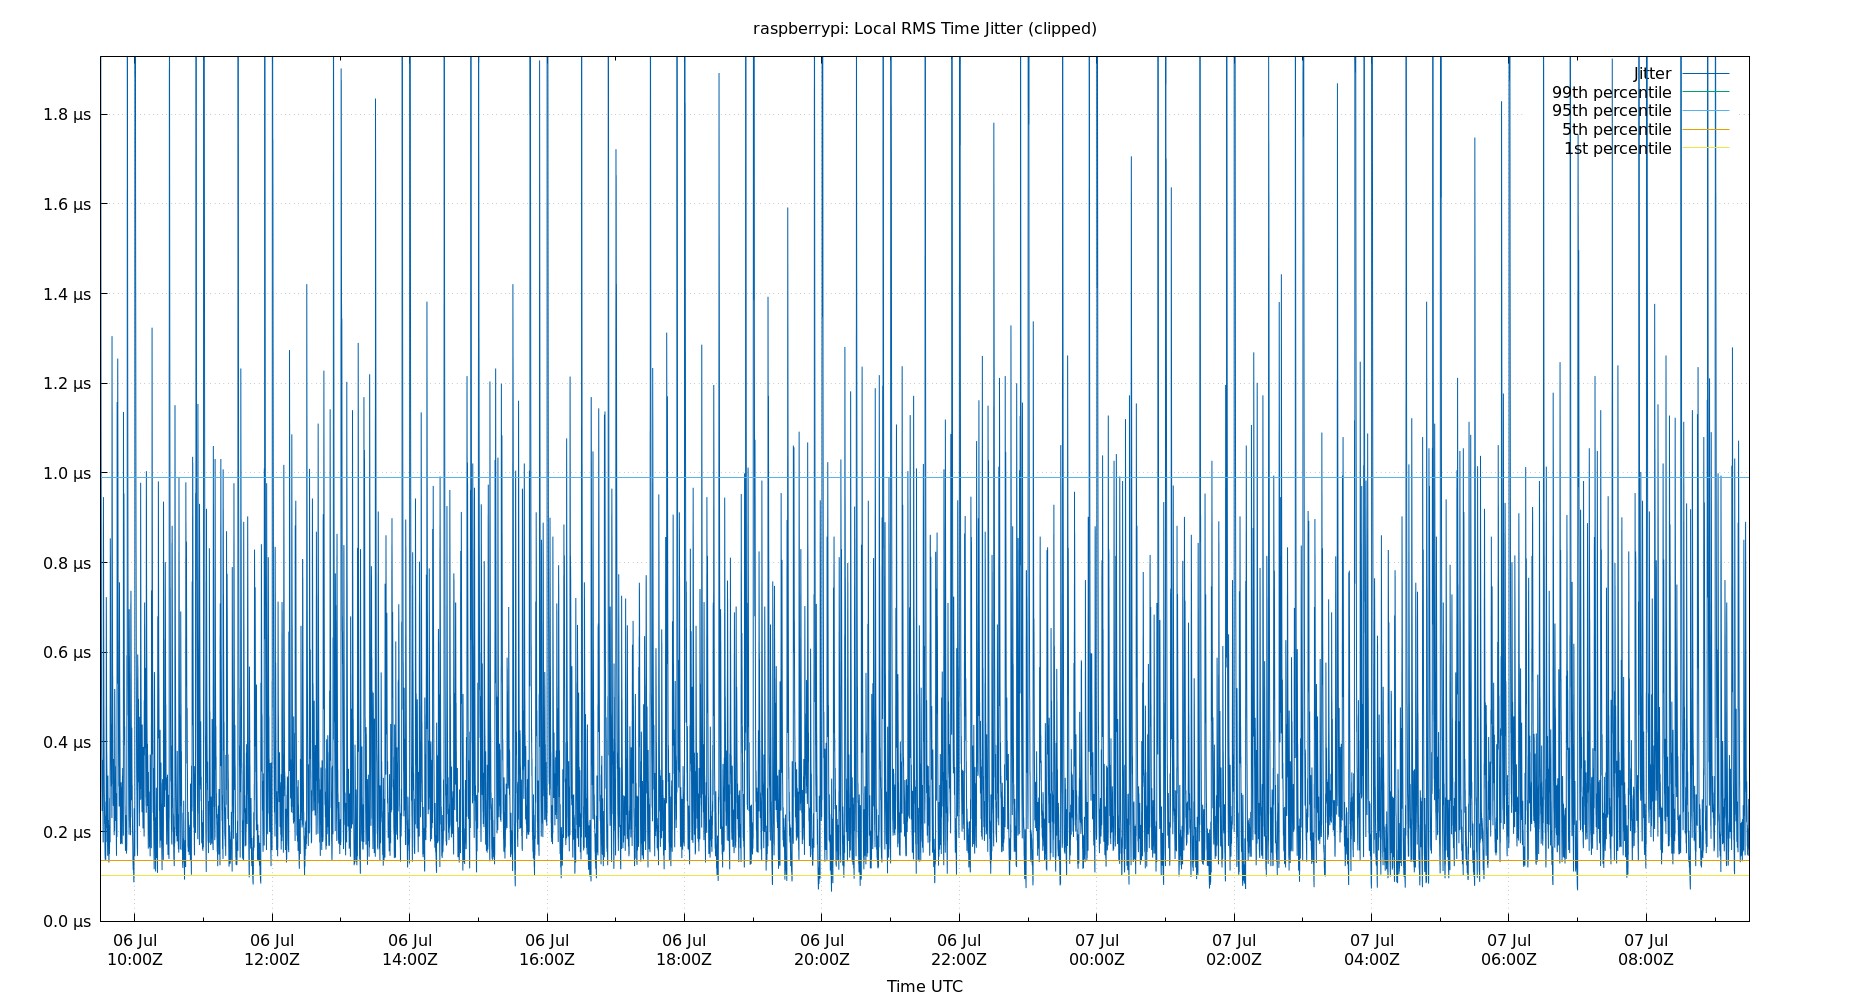 raspberrypi: Local RMS Time Jitter (clipped)
Jitter
99th percentile
95th percentile
5th percentile
1st percentile
1.8 µs
1.6 µs
1.4 µs
1.2 µs
1.0 µs
0.8 µs
0.6 µs
0.4 µs
0.2 µs
0.0 µs
06 Jul 06 Jul 06 Jul 06 Jul 06 Jul 06 Jul 06 Jul 07 Jul 07 Jul 07 Jul 07 Jul 07 Jul
10:00Z 12:00Z 14:00Z 16:00Z 18:00Z 20:00Z 22:00Z 00:00Z 02:00Z 04:00Z 06:00Z 08:00Z
Time UTC